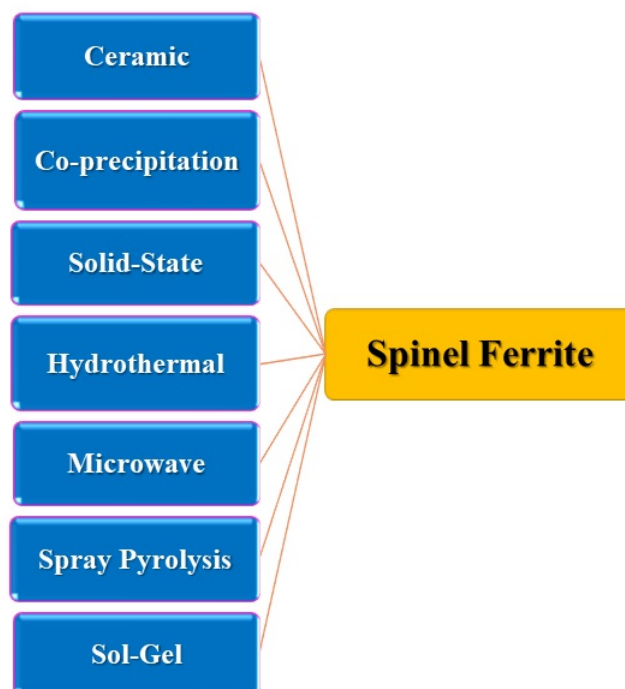 Ceramic
Co-precipitation
Solid-State
Hydrothermal
Microwave
Spray Pyrolysis
Sol-Gel
Spinel Ferrite